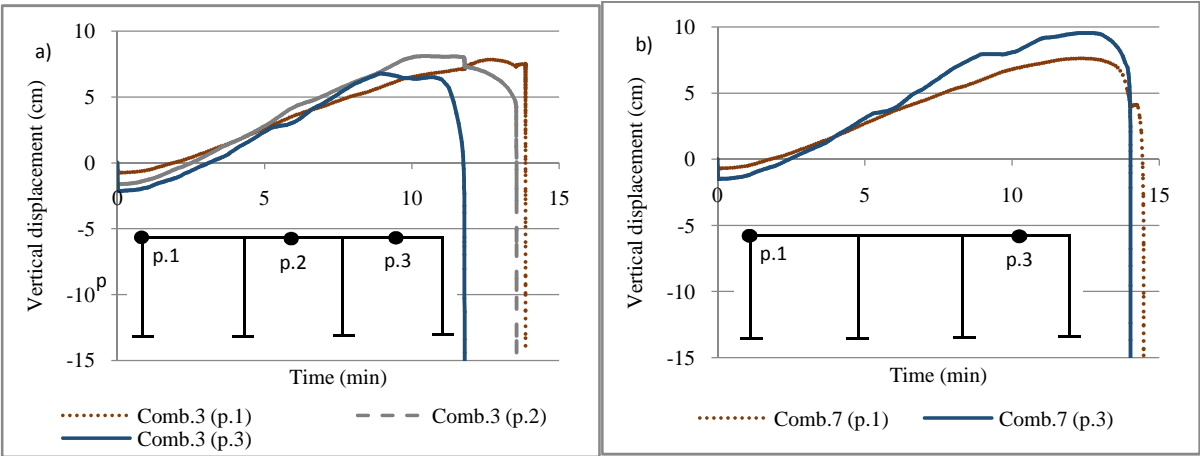 a)
Vertical displacement (cm)
10
5
0
-5
-10
-15
0
5
10
15
p.1
p.2
p.3
p
Time (min)
Comb.3 (p.1)
Comb.3 (p.2)
Comb.3 (p.3)
b)
Vertical displacement (cm)
10
5
0
-5
-10
-15
0
5
10
15
p.1
p.3
Time (min)
Comb.7 (p.1)
Comb.7 (p.3)